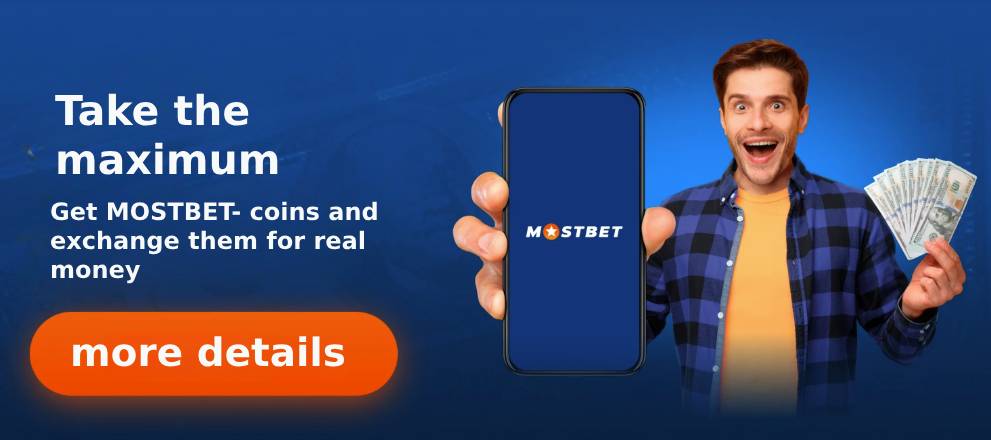 Take the
maximum
Get MOSTBET- coins and
exchange them for real
money
more details
MOSTBET